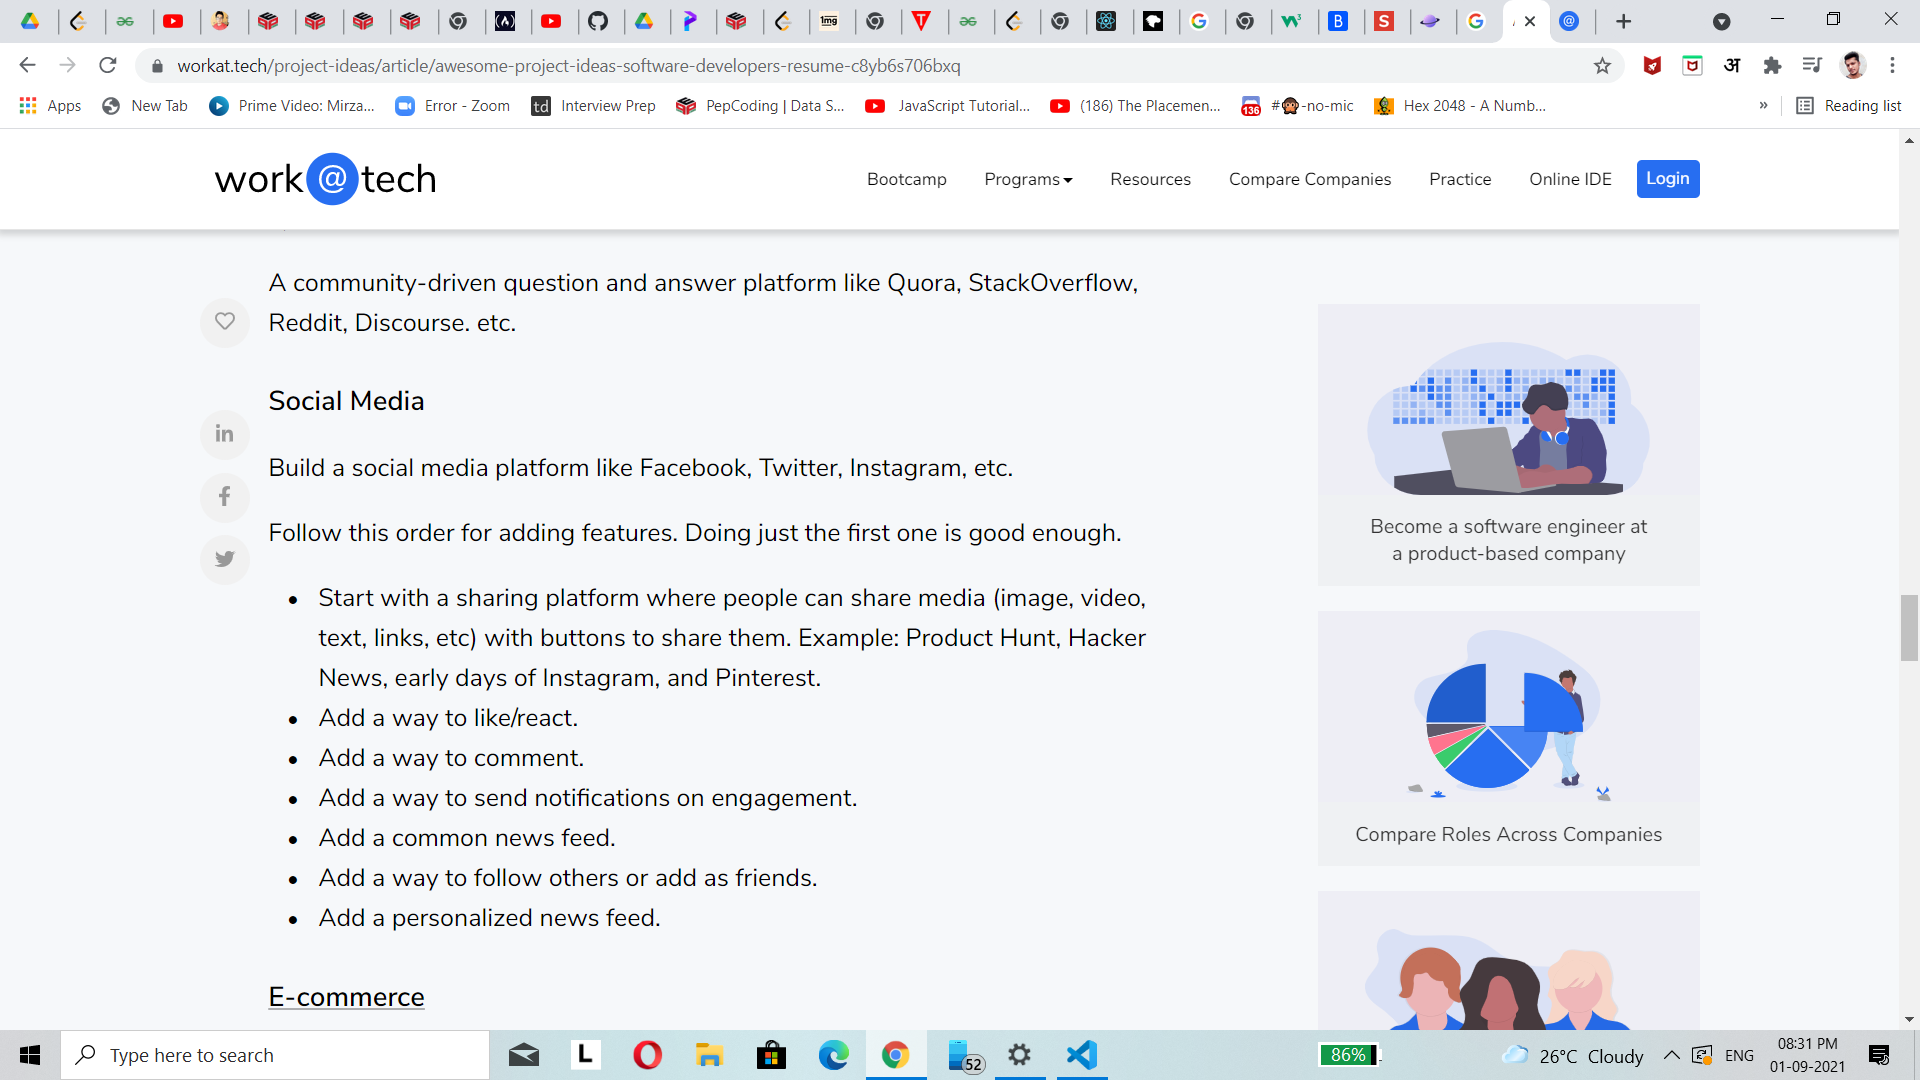 1mg
workat.tech/project-ideas/article/awesome-project-ideas-software-developers-resume-c8yb6s706bxq
अ
Apps
New Tab
Prime Video: Mirza...
Error - Zoom
td
Interview Prep
PepCoding | Data S...
JavaScript Tutorial...
(186) The Placemen...
136
#🙊-no-mic
Hex 2048 - A Numb...
»
Reading list
work@tech
Bootcamp
Programs
Resources
Compare Companies
Practice
Online IDE
Login
A community-driven question and answer platform like Quora, StackOverflow,
Reddit, Discourse. etc.
Social Media
Build a social media platform like Facebook, Twitter, Instagram, etc.
Follow this order for adding features. Doing just the first one is good enough.
• Start with a sharing platform where people can share media (image, video,
text, links, etc) with buttons to share them. Example: Product Hunt, Hacker
News, early days of Instagram, and Pinterest.
• Add a way to like/react.
• Add a way to comment.
• Add a way to send notifications on engagement.
• Add a common news feed.
• Add a way to follow others or add as friends.
• Add a personalized news feed.
E-commerce
Become a software engineer at
a product-based company
Compare Roles Across Companies
Type here to search
L
52
86%
26°C Cloudy
ENG
08:31 PM
01-09-2021